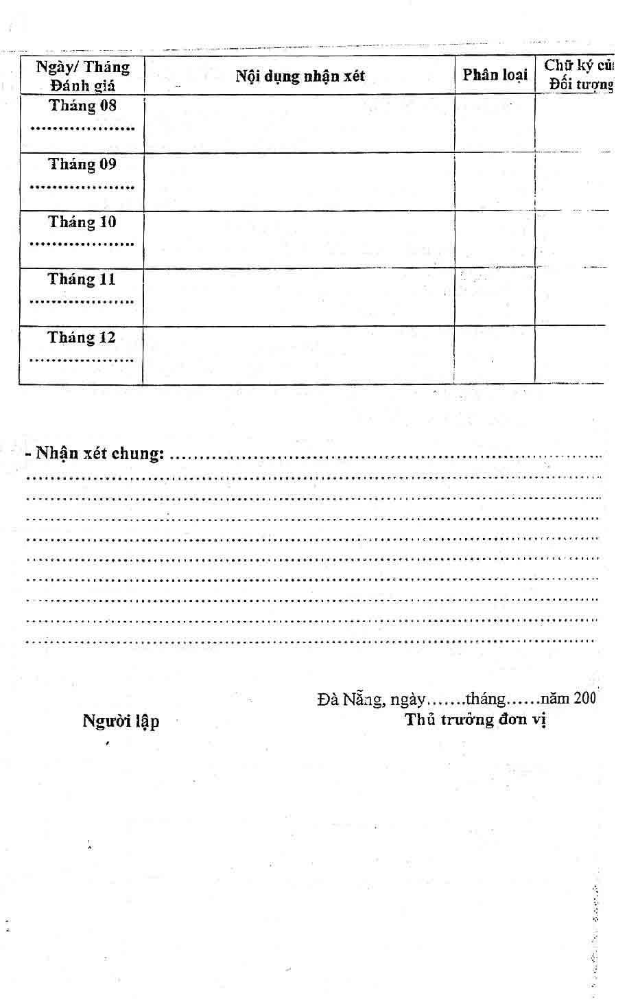 Ngày/ Tháng Đánh giá | Nội dụng nhận xét | Phân loại | Chữ ký củ Đối tượng
Tháng 08
....................
Tháng 09
....................
Tháng 10
....................
Tháng 11
....................
Tháng 12
....................
- Nhận xét chung: ....................
Đà Nẵng, ngày.......tháng......năm 200
Người lập
Thủ trưởng đơn vị